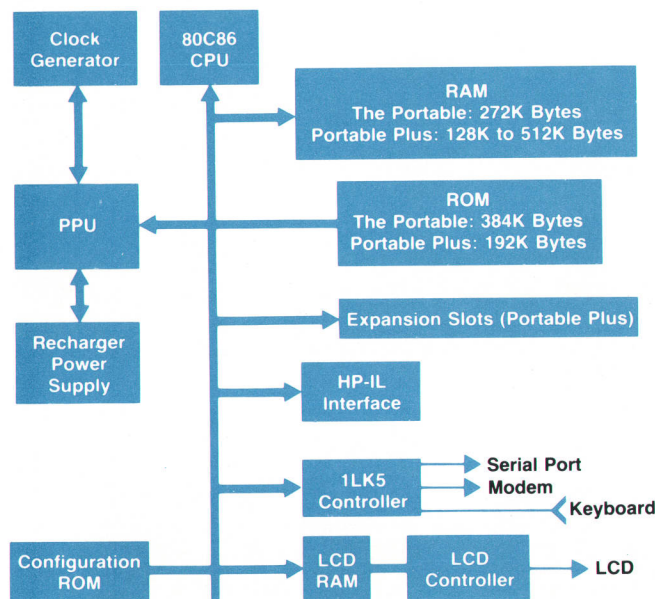 Clock
Generator
80C86
CPU
RAM
The Portable: 272K Bytes
Portable Plus: 128K to 512K Bytes
PPU
ROM
The Portable: 384K Bytes
Portable Plus: 192K Bytes
Expansion Slots (Portable Plus)
Recharger
Power
Supply
HP-IL
Interface
1LK5
Controller
Serial Port
Modem
Keyboard
Configuration
ROM
LCD
RAM
LCD
Controller
LCD